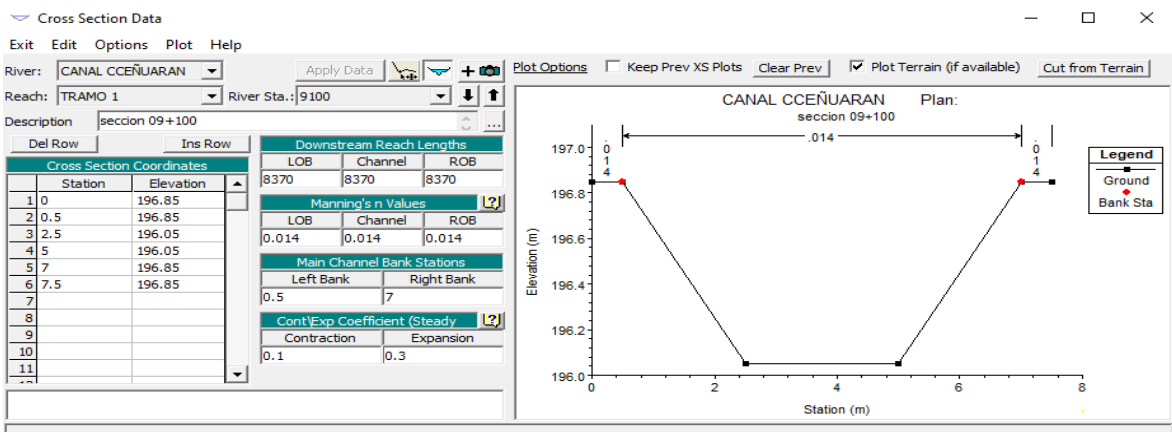 Cross Section Data
Exit Edit Options Plot Help
River: CANAL CCEÑUARAN Apply Data
Reach: TRAMO 1 River Sta.: 9100
Description seccion 09+100 ...
Del Row Ins Row
Cross Section Coordinates
Station Elevation
1 0 196.85
2 0.5 196.85
3 2.5 196.05
4 5 196.05
5 7 196.85
6 7.5 196.85
7
8
9
10
11
Downstream Reach Lengths
LOB Channel ROB
8370 8370 8370
Manning's n Values
LOB Channel ROB
0.014 0.014 0.014
Main Channel Bank Stations
Left Bank Right Bank
0.5 7
Cont\Exp Coefficient (Steady
Contraction Expansion
0.1 0.3
Plot Options Keep Prev XS Plots Clear Prev Plot Terrain (if available) Cut from Terrain
CANAL CCEÑUARAN Plan:
seccion 09+100
.014
.014
.014
197.0
196.8
196.6
196.4
196.2
196.0
Elevation (m)
0 2 4 6 8
Station (m)
Legend
Ground
Bank Sta